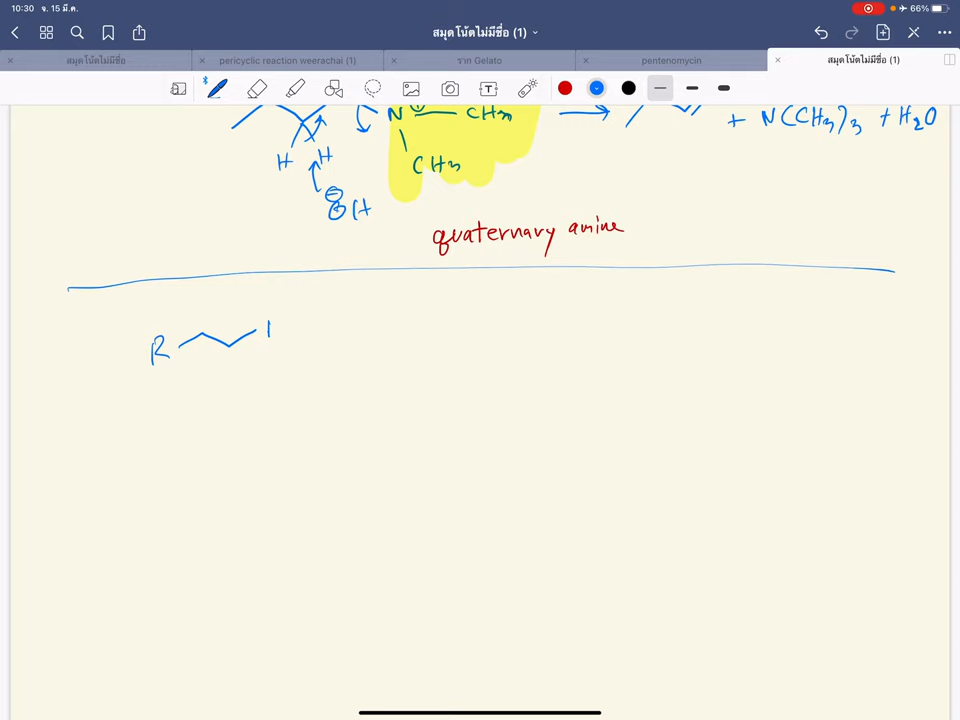 10:30 จ. 15 มี.ค. 66%
สมุดโน้ตไม่มีชื่อ (1)
สมุดโน้ตไม่มีชื่อ
pericyclic reaction weerachai (1)
ราก Gelato
pentenomycin
สมุดโน้ตไม่มีชื่อ (1)
T
N ⊕ CH3 + N(CH3)3 + H2O
H H
CH3
⊖
quaternary amine
R